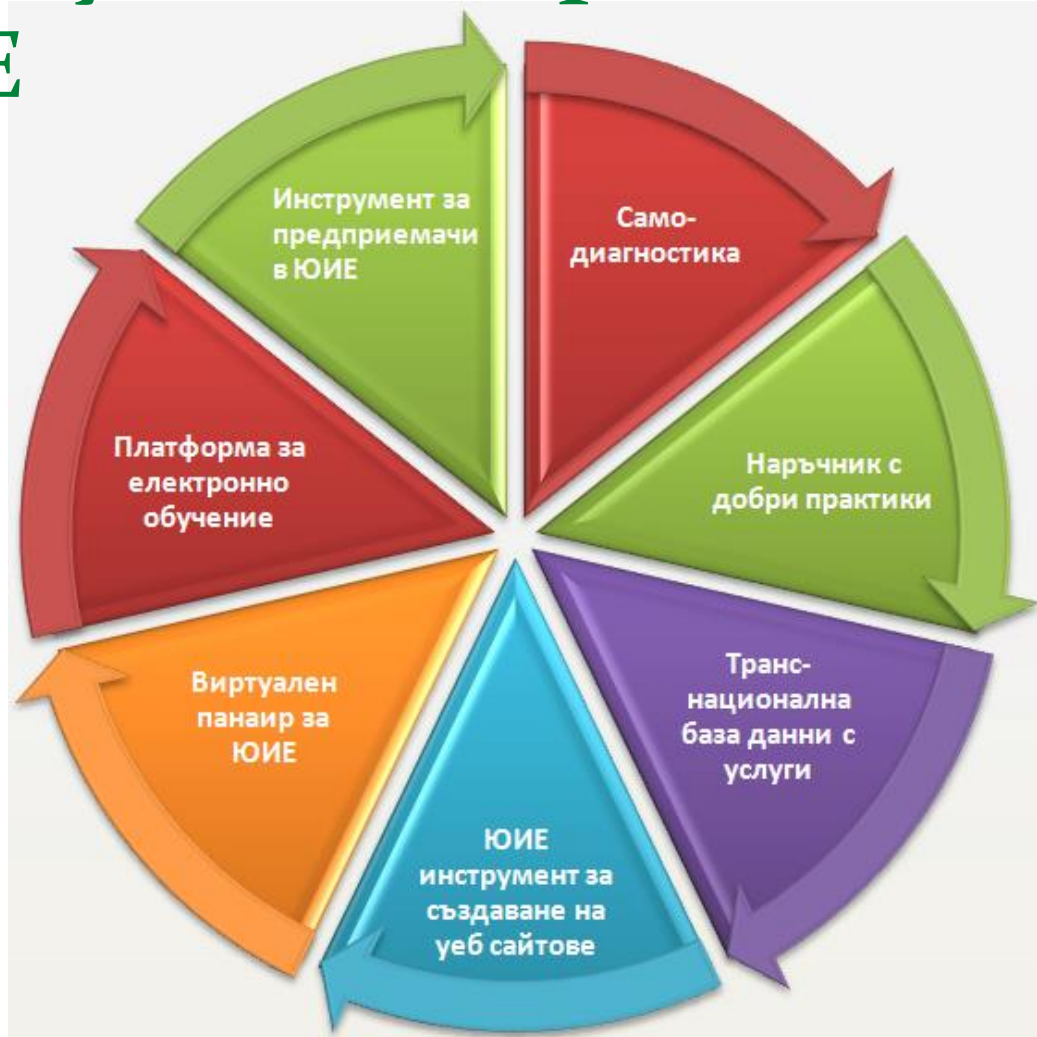 Е
Само-
диагностика
Наръчник с
добри практики
Транс-
национална
база данни с
услуги
ЮИЕ
инструмент за
създаване на
уеб сайтове
Виртуален
панаир за
ЮИЕ
Платформа за
електронно
обучение
Инструмент за
предприемачи
в ЮИЕ